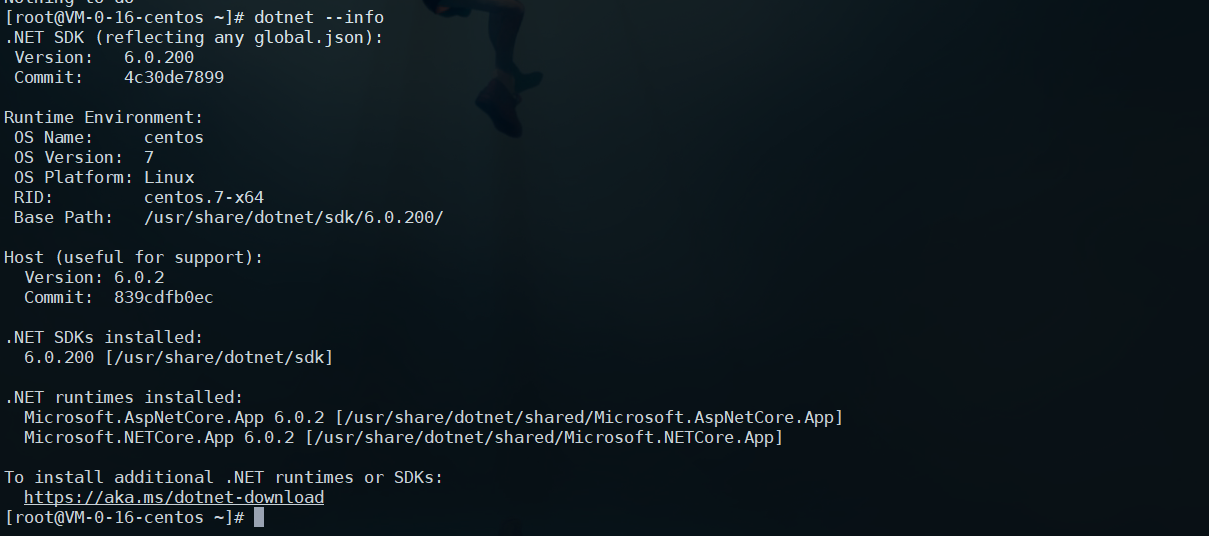 Nothing to do
[root@VM-0-16-centos ~]# dotnet --info
.NET SDK (reflecting any global.json):
 Version:   6.0.200
 Commit:    4c30de7899

Runtime Environment:
 OS Name:     centos
 OS Version:  7
 OS Platform: Linux
 RID:         centos.7-x64
 Base Path:   /usr/share/dotnet/sdk/6.0.200/

Host (useful for support):
  Version: 6.0.2
  Commit:  839cdfb0ec

.NET SDKs installed:
  6.0.200 [/usr/share/dotnet/sdk]

.NET runtimes installed:
  Microsoft.AspNetCore.App 6.0.2 [/usr/share/dotnet/shared/Microsoft.AspNetCore.App]
  Microsoft.NETCore.App 6.0.2 [/usr/share/dotnet/shared/Microsoft.NETCore.App]

To install additional .NET runtimes or SDKs:
  https://aka.ms/dotnet-download
[root@VM-0-16-centos ~]#